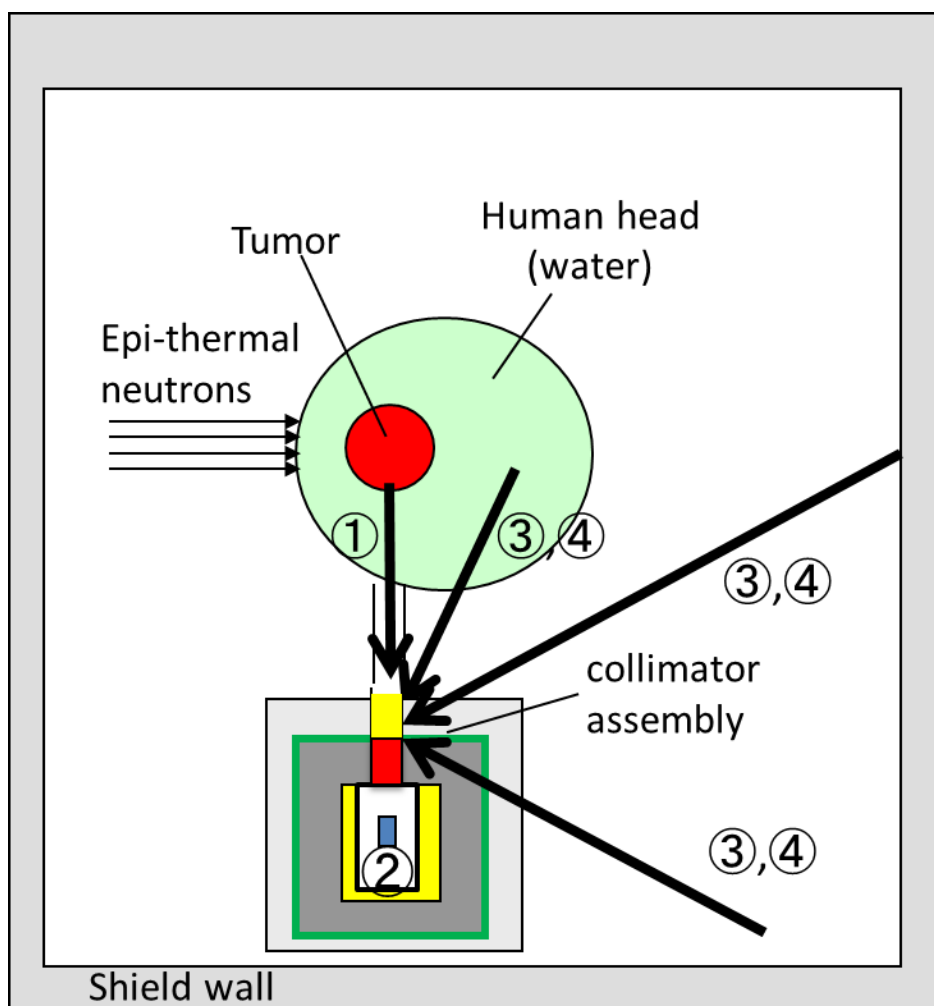 Human head
(water)
Tumor
Epi-thermal
neutrons
①
③,④
③,④
collimator
assembly
③,④
②
Shield wall